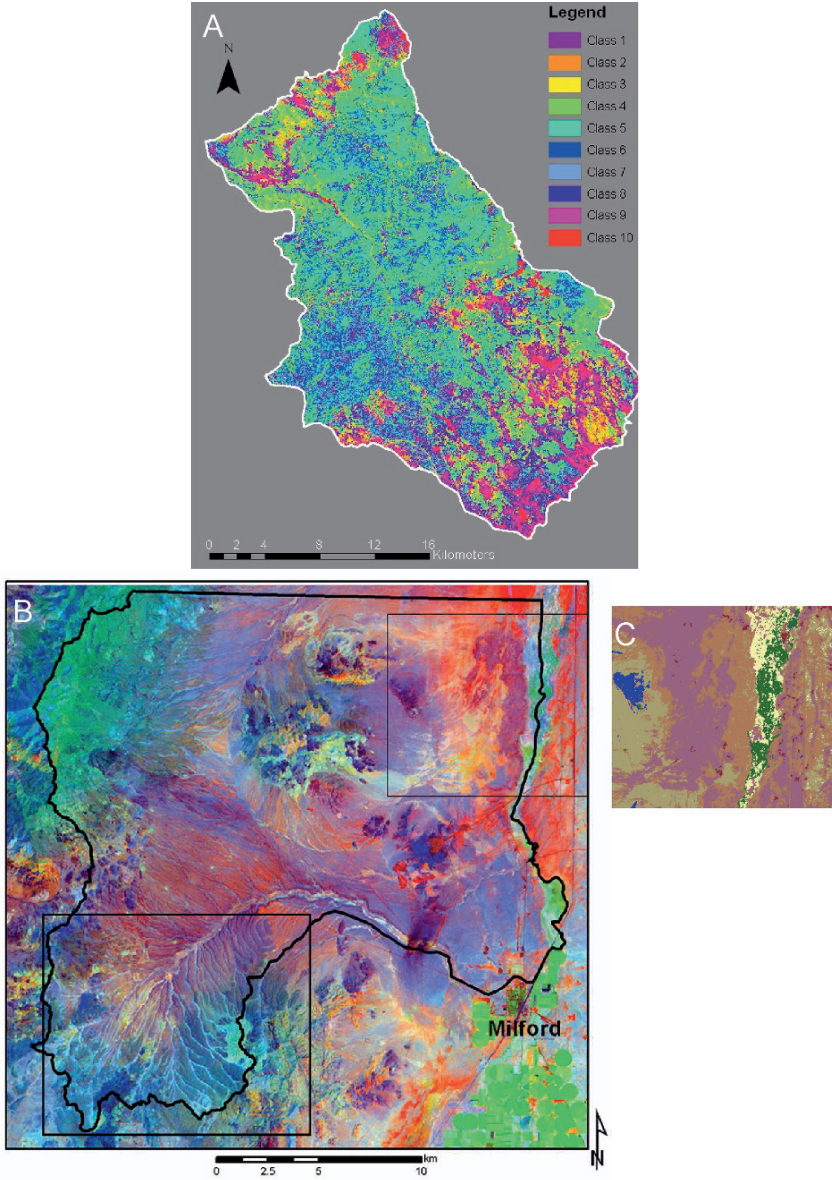 A
N
Legend
Class 1
Class 2
Class 3
Class 4
Class 5
Class 6
Class 7
Class 8
Class 9
Class 10
0 2 4 8 12 16
Kilometers
B
Milford
km
0 2.5 5 10
N
C